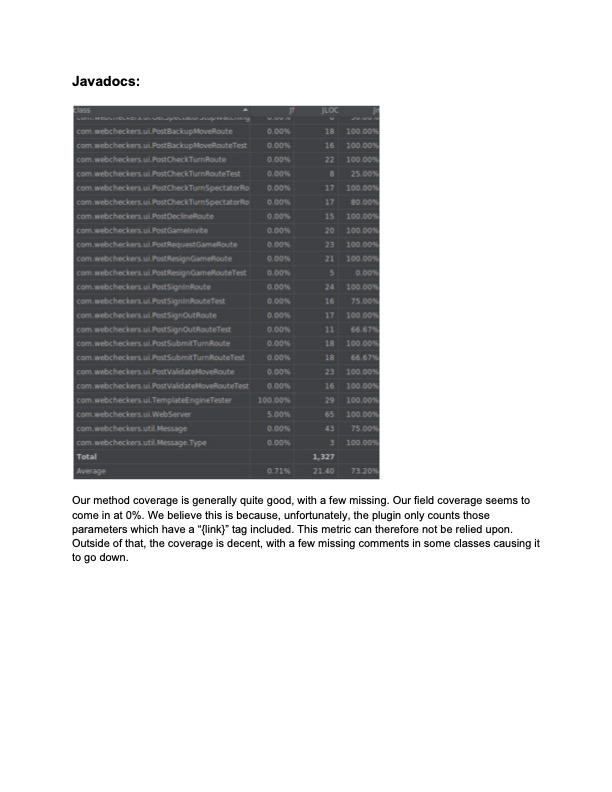 Javadocs:
class Jf JLOC Jm
com.webcheckers.ui.GetSpectatorStopWatching 0.00% 50.00%
com.webcheckers.ui.PostBackupMoveRoute 0.00% 18 100.00%
com.webcheckers.ui.PostBackupMoveRouteTest 0.00% 16 100.00%
com.webcheckers.ui.PostCheckTurnRoute 0.00% 22 100.00%
com.webcheckers.ui.PostCheckTurnRouteTest 0.00% 8 25.00%
com.webcheckers.ui.PostCheckTurnSpectatorRo 0.00% 17 100.00%
com.webcheckers.ui.PostCheckTurnSpectatorRo 0.00% 17 80.00%
com.webcheckers.ui.PostDeclineRoute 0.00% 15 100.00%
com.webcheckers.ui.PostGameInvite 0.00% 20 100.00%
com.webcheckers.ui.PostRequestGameRoute 0.00% 23 100.00%
com.webcheckers.ui.PostResignGameRoute 0.00% 21 100.00%
com.webcheckers.ui.PostResignGameRouteTest 0.00% 5 0.00%
com.webcheckers.ui.PostSignInRoute 0.00% 24 100.00%
com.webcheckers.ui.PostSignInRouteTest 0.00% 16 75.00%
com.webcheckers.ui.PostSignOutRoute 0.00% 17 100.00%
com.webcheckers.ui.PostSignOutRouteTest 0.00% 11 66.67%
com.webcheckers.ui.PostSubmitTurnRoute 0.00% 18 100.00%
com.webcheckers.ui.PostSubmitTurnRouteTest 0.00% 18 66.67%
com.webcheckers.ui.PostValidateMoveRoute 0.00% 23 100.00%
com.webcheckers.ui.PostValidateMoveRouteTest 0.00% 16 100.00%
com.webcheckers.ui.TemplateEngineTester 100.00% 29 100.00%
com.webcheckers.ui.WebServer 5.00% 65 100.00%
com.webcheckers.util.Message 0.00% 43 75.00%
com.webcheckers.util.Message.Type 0.00% 3 100.00%
Total 1,327
Average 0.71% 21.40 73.20%
Our method coverage is generally quite good, with a few missing. Our field coverage seems to
come in at 0%. We believe this is because, unfortunately, the plugin only counts those
parameters which have a “{link}” tag included. This metric can therefore not be relied upon.
Outside of that, the coverage is decent, with a few missing comments in some classes causing it
to go down.